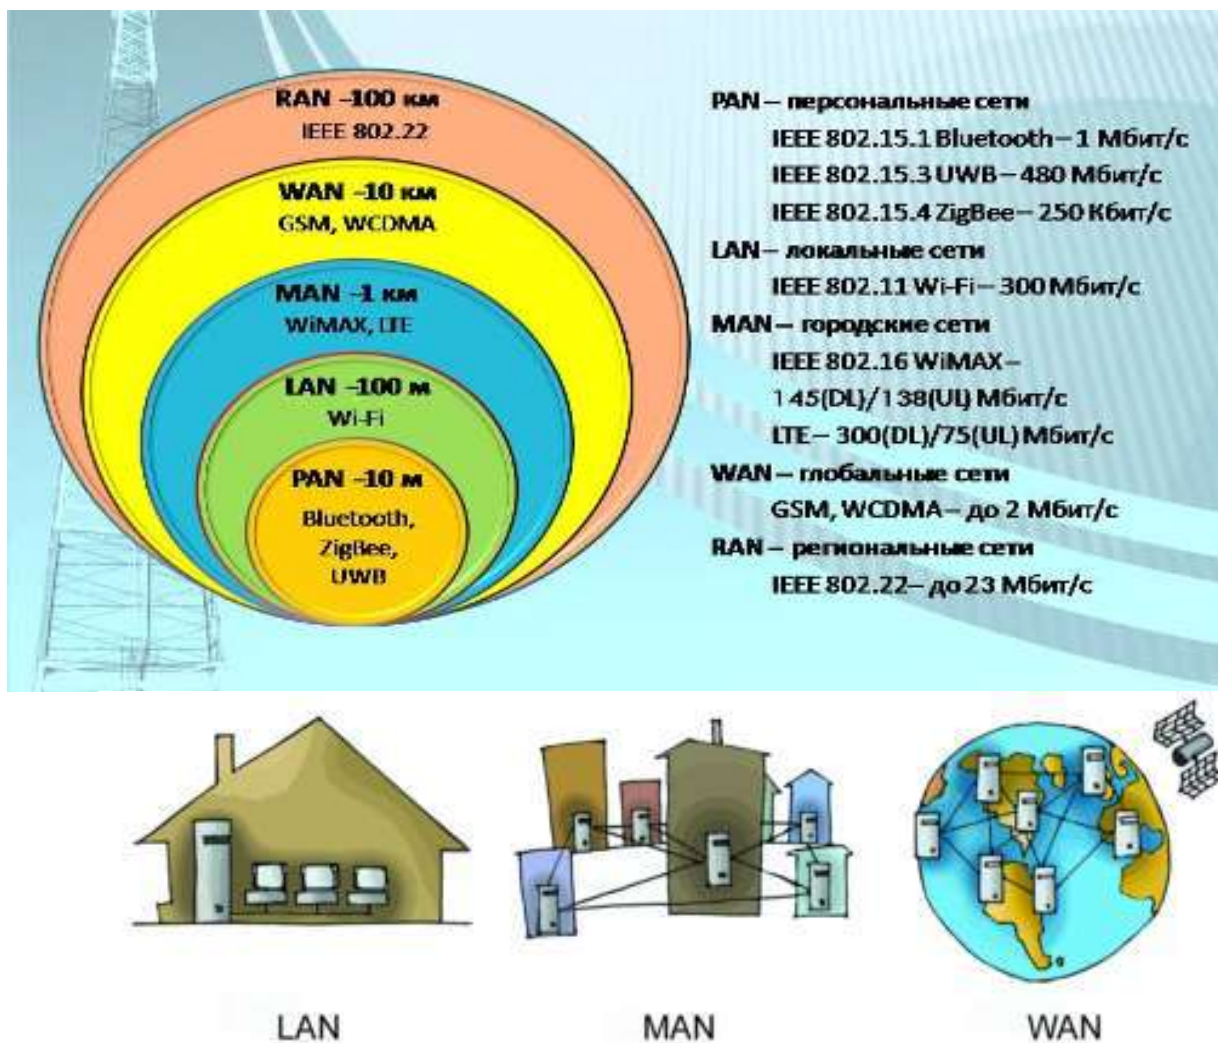 RAN –100 км
IEEE 802.22
WAN –10 км
GSM, WCDMA
MAN –1 км
WiMAX, LTE
LAN –100 м
Wi-Fi
PAN –10 м
Bluetooth,
ZigBee,
UWB
PAN – персональные сети
IEEE 802.15.1 Bluetooth – 1 Мбит/с
IEEE 802.15.3 UWB – 480 Мбит/с
IEEE 802.15.4 ZigBee – 250 Кбит/с
LAN – локальные сети
IEEE 802.11 Wi-Fi – 300 Мбит/с
MAN – городские сети
IEEE 802.16 WiMAX –
145(DL)/138(UL) Мбит/с
LTE – 300(DL)/75(UL) Мбит/с
WAN – глобальные сети
GSM, WCDMA – до 2 Мбит/с
RAN – региональные сети
IEEE 802.22 – до 23 Мбит/с
LAN
MAN
WAN